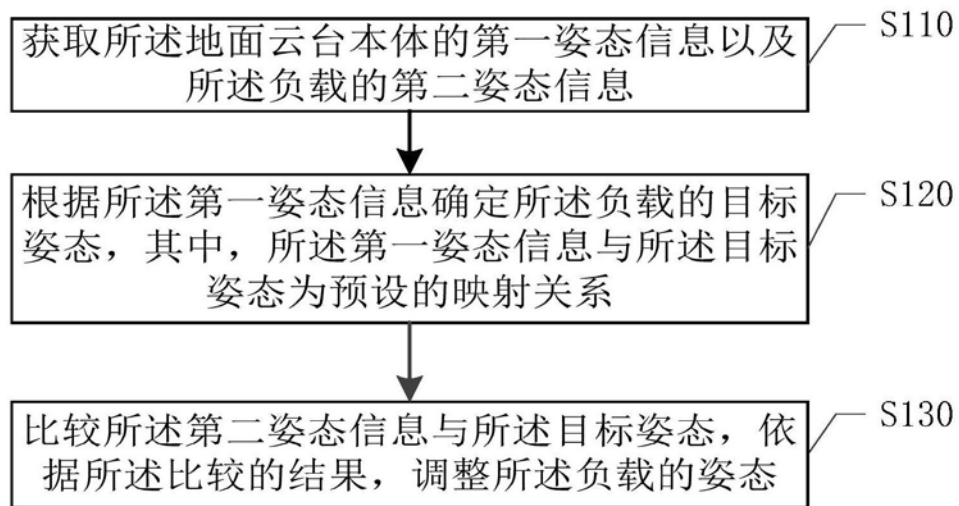 获取所述地面云台本体的第一姿态信息以及
所述负载的第二姿态信息
S110
根据所述第一姿态信息确定所述负载的目标
姿态，其中，所述第一姿态信息与所述目标
姿态为预设的映射关系
S120
比较所述第二姿态信息与所述目标姿态，依
据所述比较的结果，调整所述负载的姿态
S130